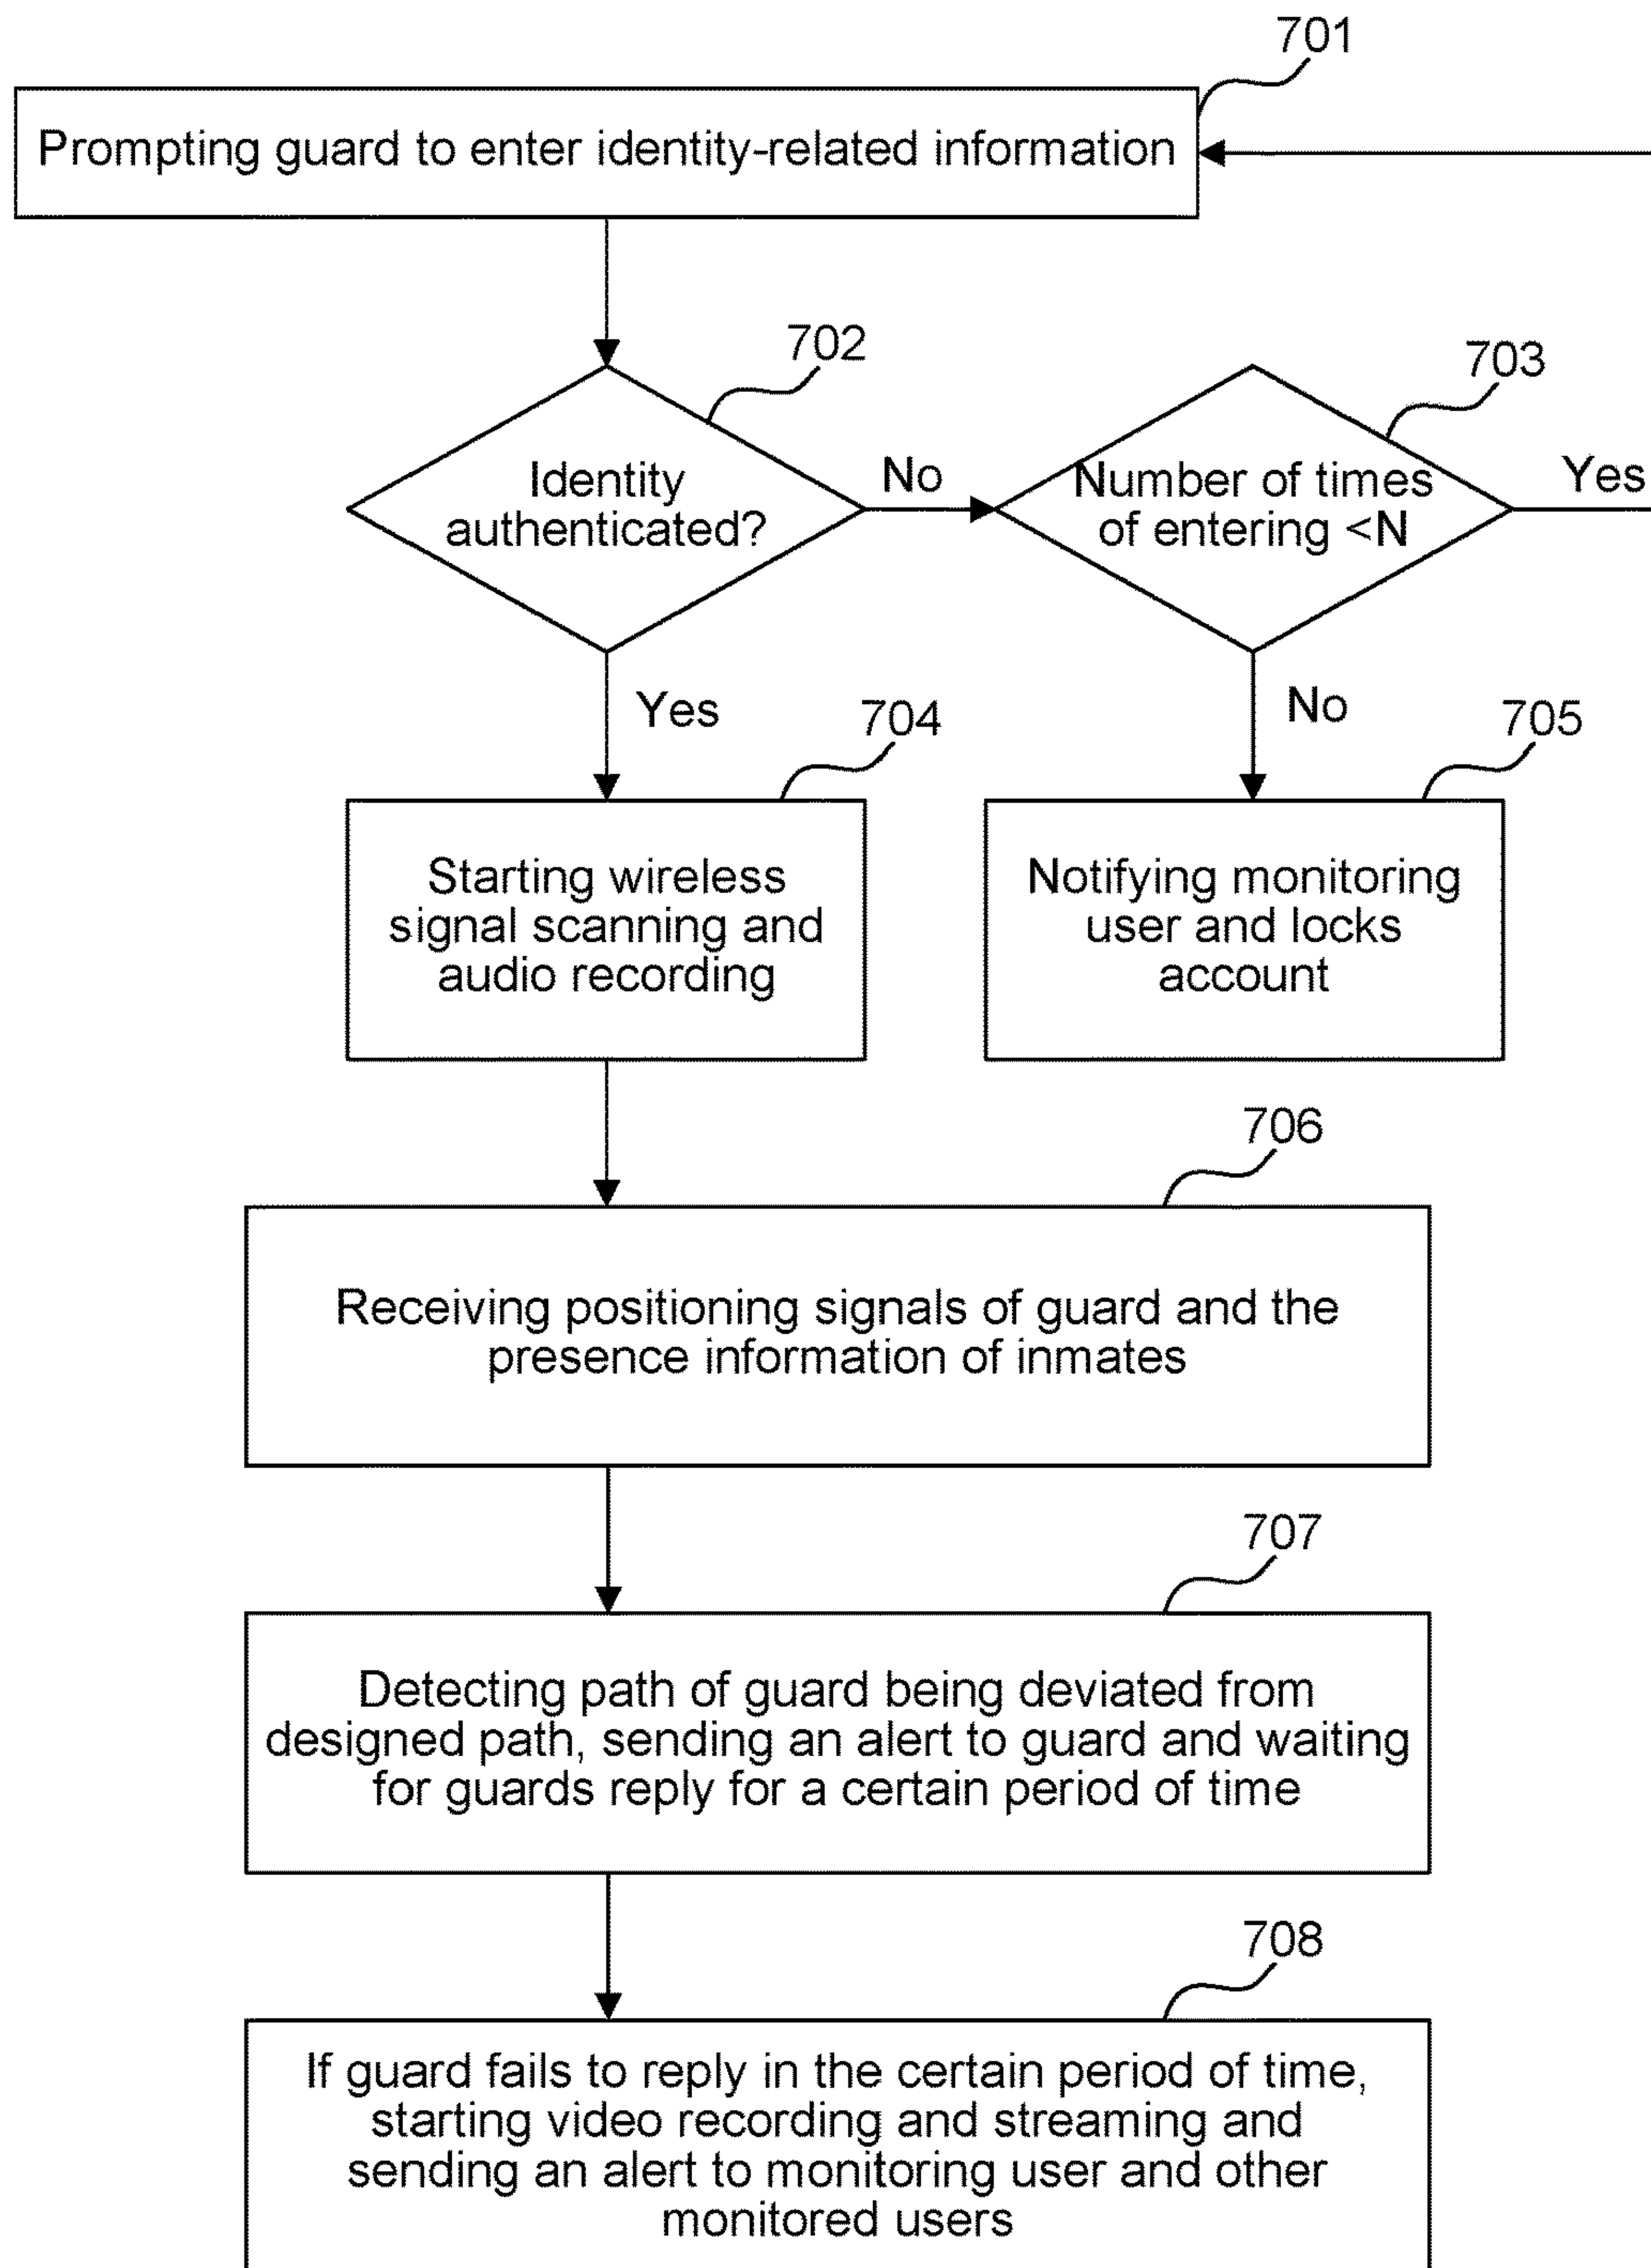 701
Prompting guard to enter identity-related information
702
703
Identity
authenticated?
No
Number of times
of entering <N
Yes
Yes
704
No
705
Starting wireless
signal scanning and
audio recording
Notifying monitoring
user and locks
account
706
Receiving positioning signals of guard and the
presence information of inmates
707
Detecting path of guard being deviated from
designed path, sending an alert to guard and waiting
for guards reply for a certain period of time
708
If guard fails to reply in the certain period of time,
starting video recording and streaming and
sending an alert to monitoring user and other
monitored users